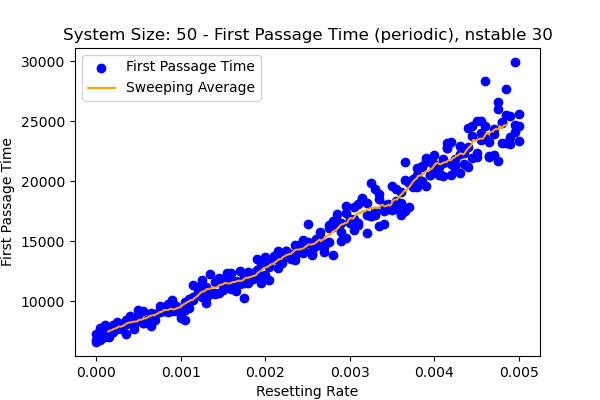 System Size: 50 - First Passage Time (periodic), nstable 30
First Passage Time
Sweeping Average
First Passage Time
30000
25000
20000
15000
10000
0.000 0.001 0.002 0.003 0.004 0.005
Resetting Rate